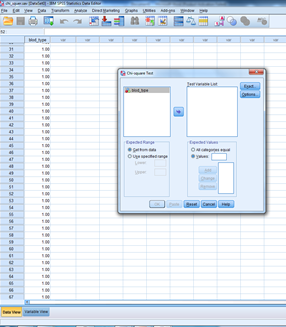 chi_square.sav [DataSet0] - IBM SPSS Statistics Data Editor
File Edit View Data Transform Analyze Direct Marketing Graphs Utilities Add-ons Window Help
blod_type var var var var var var var var
31 1.00
1.00
33 1.00
34 1.00
35 1.00
36 1.00
37 1.00
38 1.00
39 1.00
40 1.00
41 1.00
42 1.00
43 1.00
44 1.00
45 1.00
46 1.00
47 1.00
48 1.00
49 1.00
50 1.00
51 1.00
52 1.00
53 1.00
54 1.00
55 1.00
56 1.00
57 1.00
58 1.00
59 1.00
60 1.00
61 1.00
62 1.00
63 1.00
64 1.00
65 1.00
66 1.00
67 1.00
Chi-square Test
Test Variable List:
blod_type
Exact...
Options...
Expected Range
Get from data
Use specified range
Lower:
Upper:
Expected Values
All categories equal
Values:
Add
Change
Remove
OK Paste Reset Cancel Help
Data View Variable View